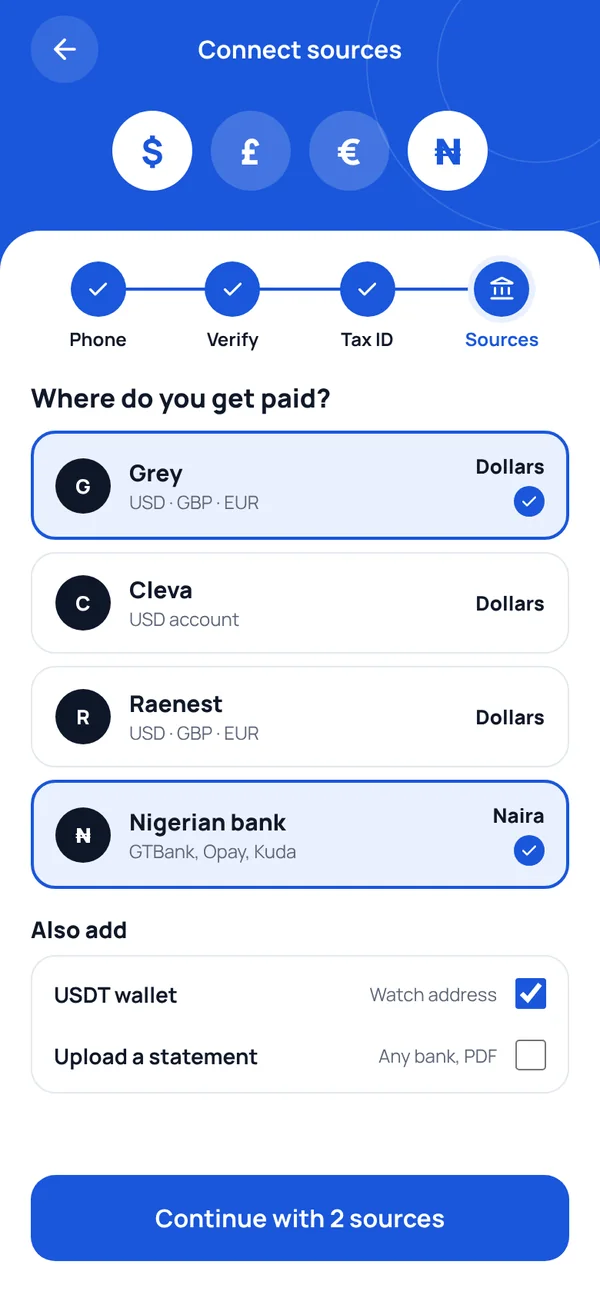 Connect sources
$ £ € ₦
Phone Verify Tax ID Sources
Where do you get paid?
G
Grey
USD · GBP · EUR
Dollars
C
Cleva
USD account
Dollars
R
Raenest
USD · GBP · EUR
Dollars
₦
Nigerian bank
GTBank, Opay, Kuda
Naira
Also add
USDT wallet Watch address
Upload a statement Any bank, PDF
Continue with 2 sources